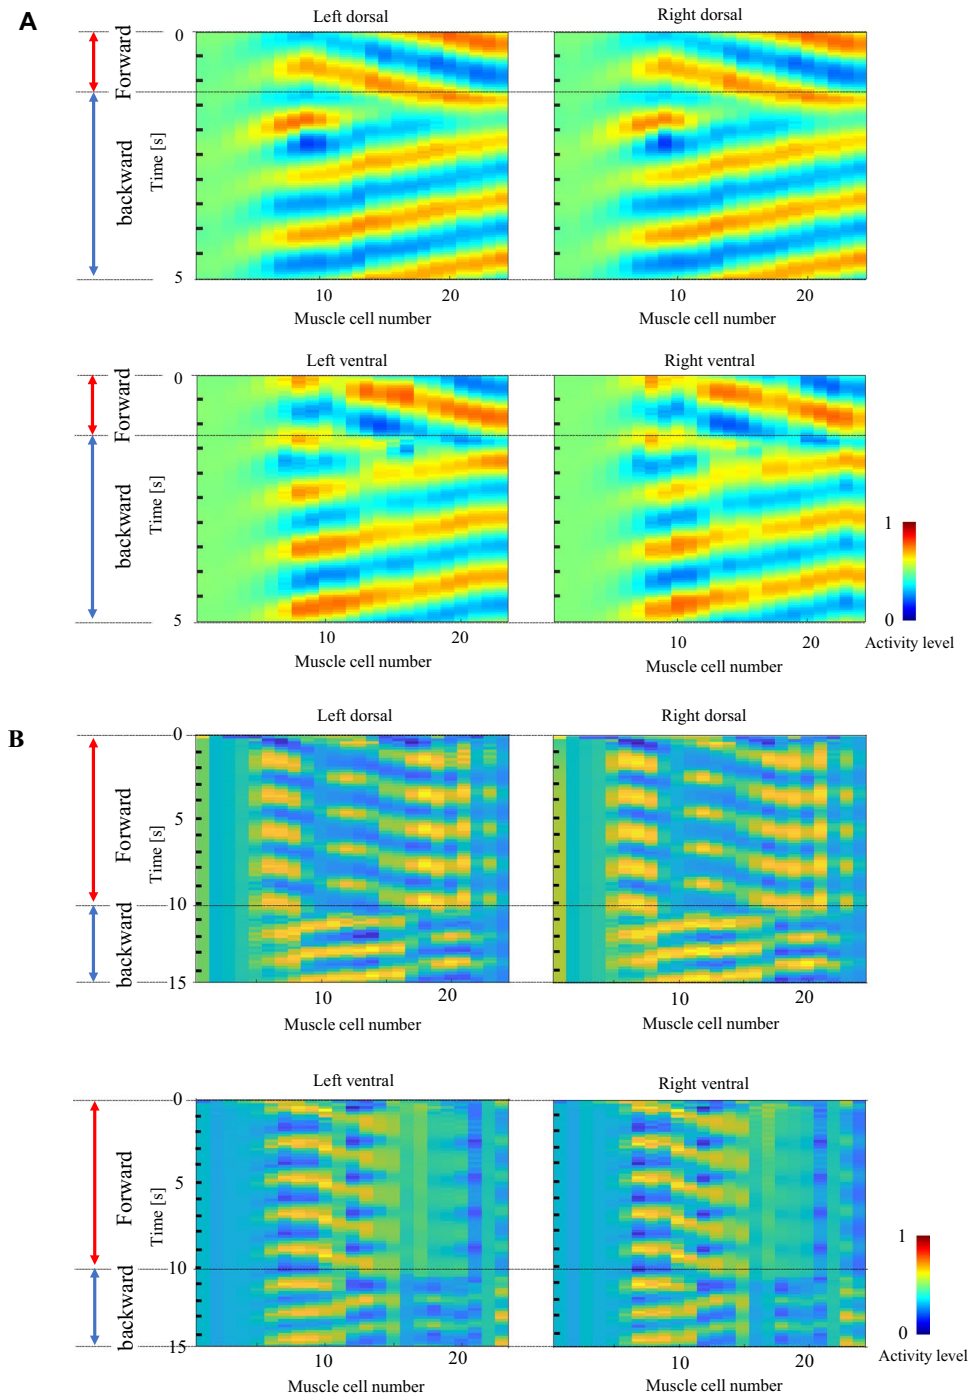 A
Left dorsal
Right dorsal
0
Forward
backward
Time [s]
5
10
20
10
20
Muscle cell number
Muscle cell number
Left ventral
Right ventral
0
Forward
backward
Time [s]
5
10
20
10
20
Muscle cell number
Muscle cell number
1
0
Activity level
B
Left dorsal
Right dorsal
0
5
10
15
Forward
backward
Time [s]
10
20
10
20
Muscle cell number
Muscle cell number
Left ventral
Right ventral
0
5
10
15
Forward
backward
Time [s]
10
20
10
20
Muscle cell number
Muscle cell number
1
0
Activity level